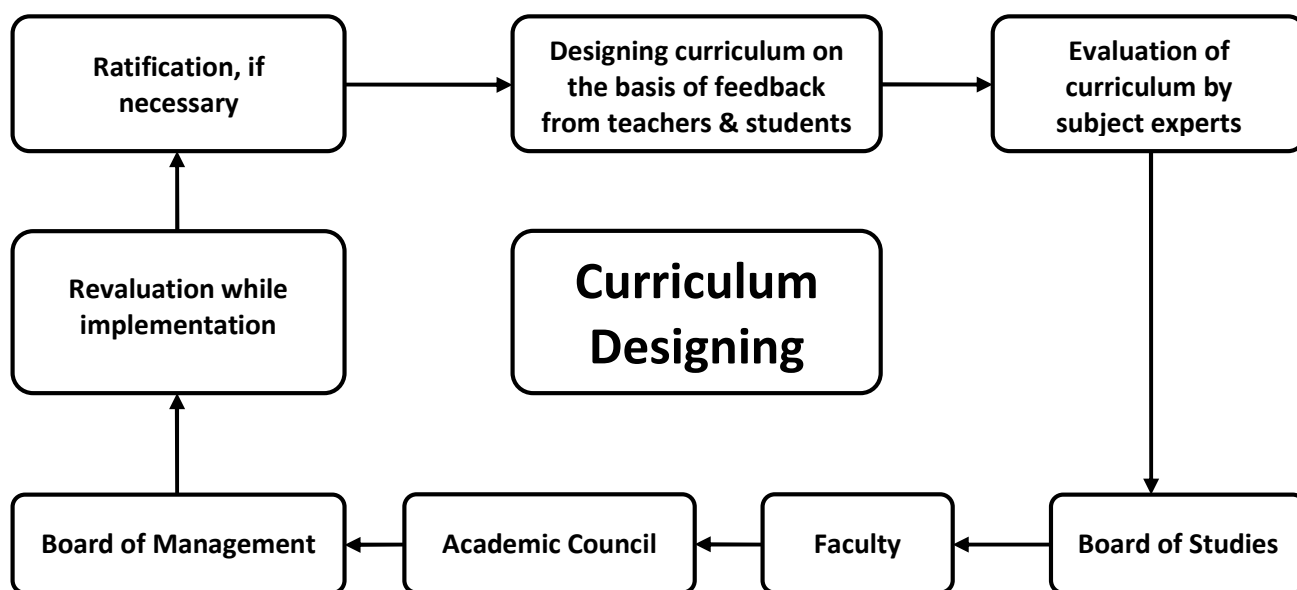 Ratification, if
necessary
Designing curriculum on
the basis of feedback
from teachers & students
Evaluation of
curriculum by
subject experts
Revaluation while
implementation
Curriculum
Designing
Board of Management
Academic Council
Faculty
Board of Studies